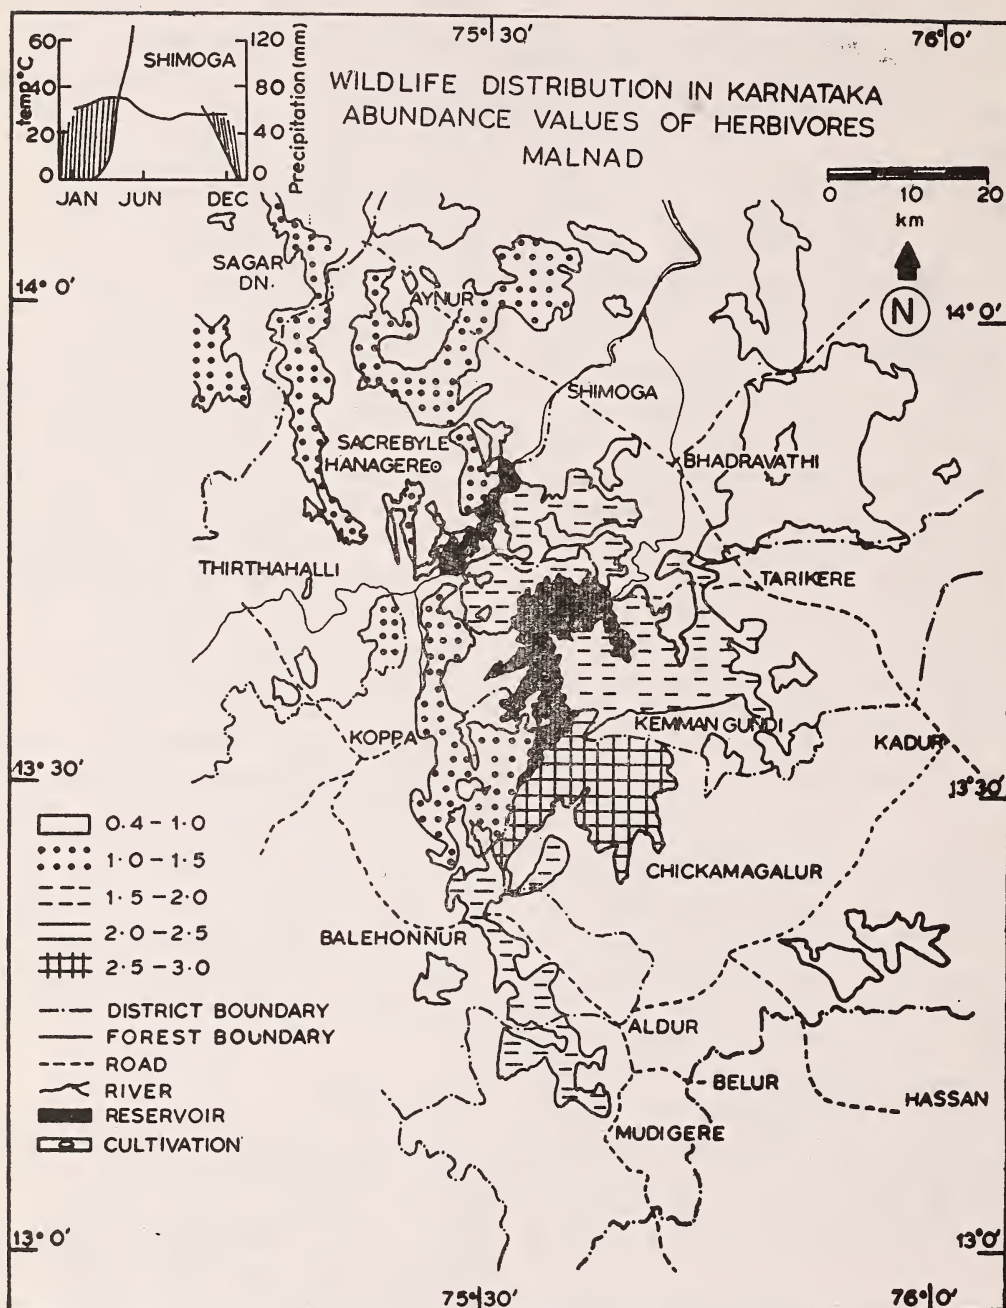 60
40
20
0
temp °C
SHIMOGA
120
80
40
0
Precipitation (mm)
JAN JUN DEC
75° 30'
76° 0'
WILDLIFE DISTRIBUTION IN KARNATAKA
ABUNDANCE VALUES OF HERBIVORES
MALNAD
0 10 20
km
N
14° 0'
14° 0'
SAGAR
DN.
AYNUR
SHIMOGA
SACREBYLE
HANAGERE
BHADRAVATHI
THIRTHAHALLI
TARIKERE
KOPPA
KEMMAN GUNDI
KADUR
13° 30'
13° 30'
CHICKAMAGALUR
BALEHONNUR
ALDUR
BELUR
HASSAN
MUDIGERE
0.4 – 1.0
1.0 – 1.5
1.5 – 2.0
2.0 – 2.5
2.5 – 3.0
DISTRICT BOUNDARY
FOREST BOUNDARY
ROAD
RIVER
RESERVOIR
CULTIVATION
13° 0'
13° 0'
75° 30'
76° 0'